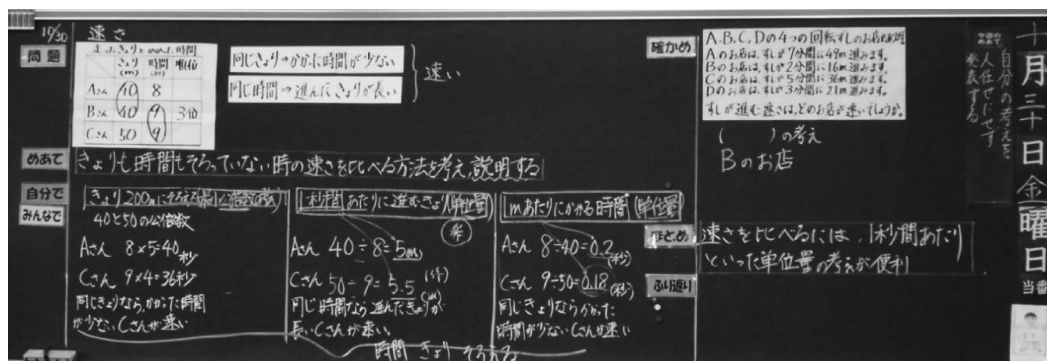 10/30
速さ
問題
走ったきょりとかかった時間
きょり(m) 時間(秒) 順位
Aさん 40 8
Bさん 40 9 3位
Cさん 50 9
同じきょり→かかった時間が少ない
同じ時間→進んだきょりが長い
速い
めあて
きょりも時間もそろっていない時の速さを比べる方法を考え,説明する
自分で
みんなで
きょり200mにそろえる
40と50の公倍数
Aさん 8×5=40秒
Cさん 9×4=36秒
同じきょりなら,かかった時間
が少ないCさんが速い
1秒間あたりに進むきょり(単位量)
Aさん 40÷8=5m
Cさん 50÷9=5.5
(m)
同じ時間なら進んだきょりが
長いCさんが速い。
1mあたりにかかる時間(単位量)
Aさん 8÷40=0.2(秒)
Cさん 9÷50=0.18(秒)
同じきょりならかかった
時間が少ないCさんが速い
時間 きょり そろえる
確かめ
A,B,C,Dの4つの回転すしのお店
Aのお店は,すしが7分間に49m進みます。
Bのお店は,すしが2分間に16m進みます。
Cのお店は,すしが5分間に36m進みます。
Dのお店は,すしが3分間に21m進みます。
すしが進む速さは,どのお店が速いでしょうか。
( )の考え
Bのお店
まとめ
速さを比べるには,1秒間あたり
といった単位量の考えが便利
ふり返り
今週のめあて
自分の考えを
人任せにせず
発表する
十月三十日金曜日
当番